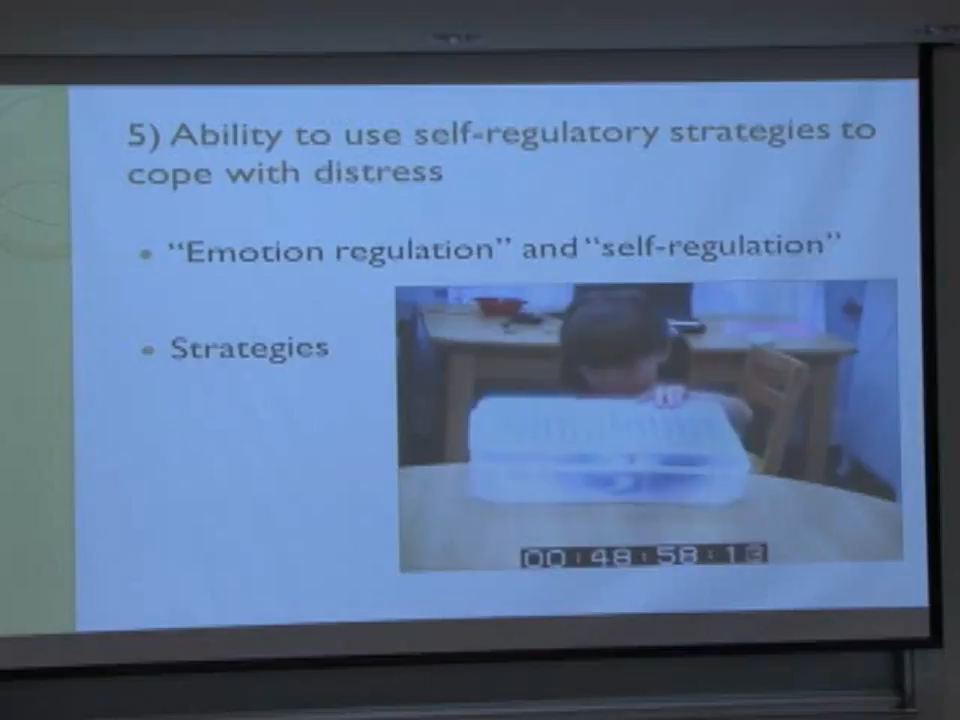 5) Ability to use self-regulatory strategies to
cope with distress
• “Emotion regulation” and “self-regulation”
• Strategies
00:48:58:13